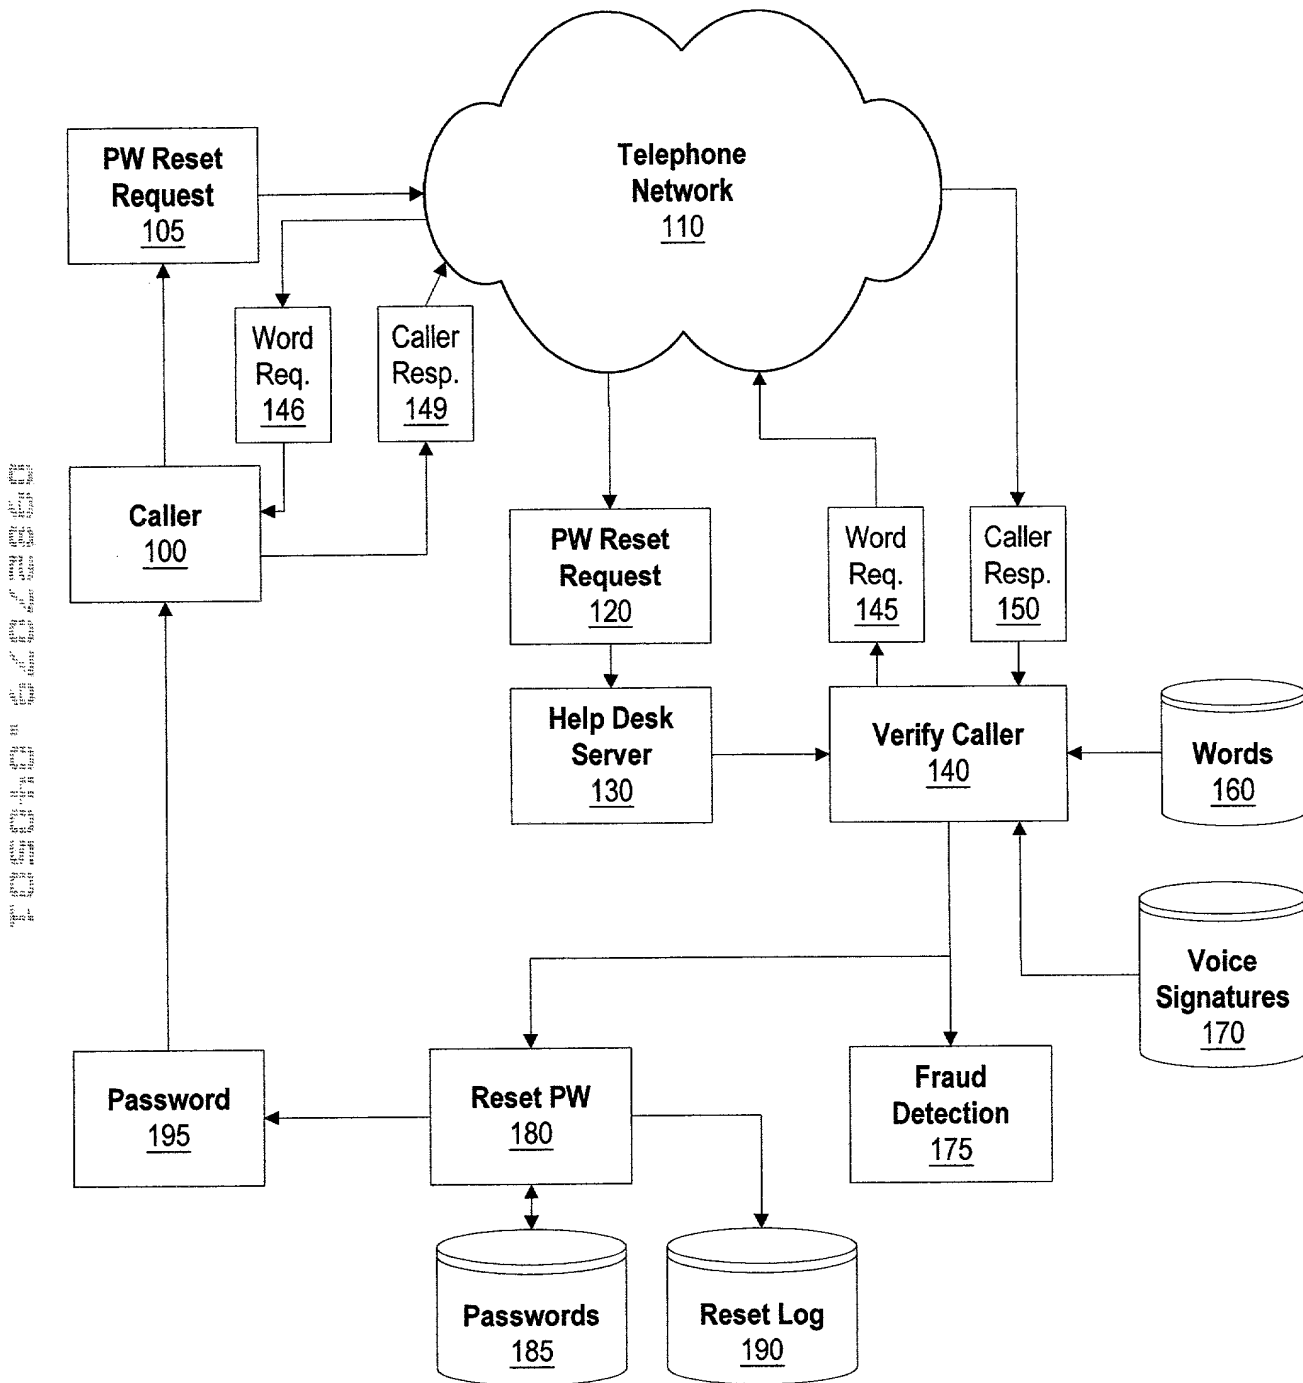 Telephone
Network
110
PW Reset
Request
105
Word
Req.
146
Caller
Resp.
149
Caller
100
PW Reset
Request
120
Word
Req.
145
Caller
Resp.
150
Help Desk
Server
130
Verify Caller
140
Words
160
Voice
Signatures
170
Password
195
Reset PW
180
Fraud
Detection
175
Passwords
185
Reset Log
190